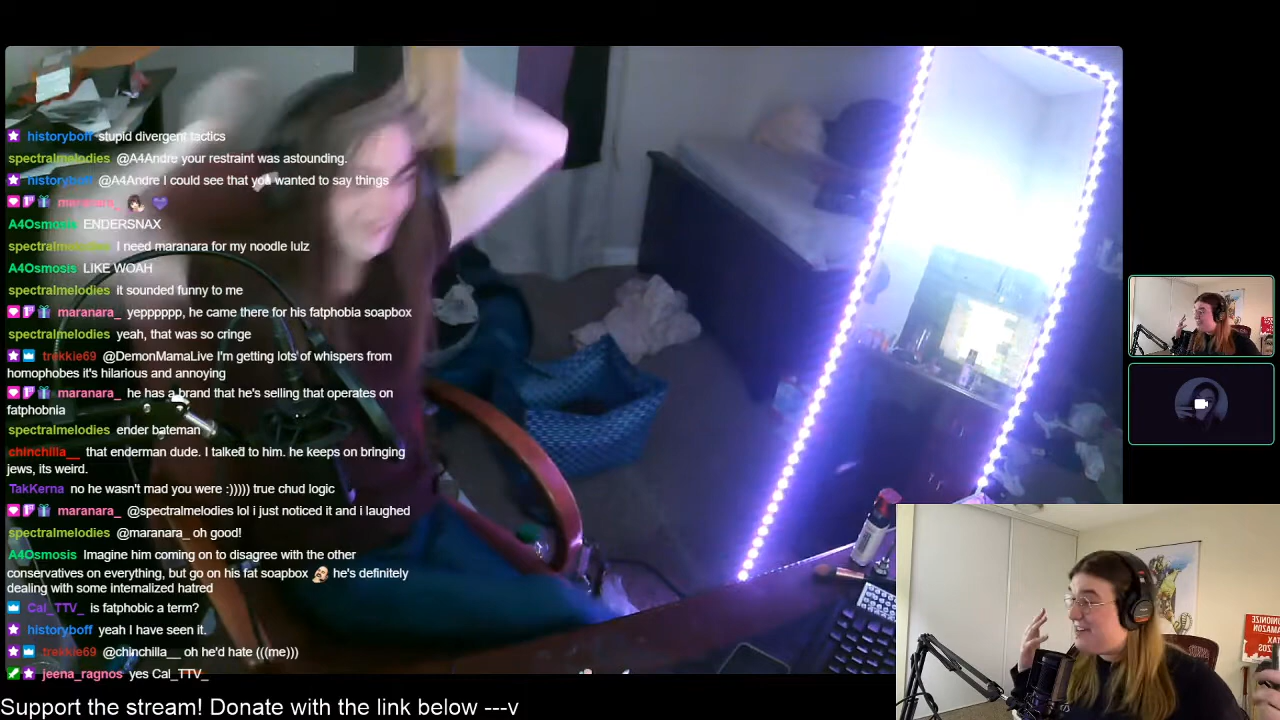 historyboff stupid divergent tactics
spectralmelodies @A4Andre your restraint was astounding.
historyboff @A4Andre I could see that you wanted to say things
maranara_
A4Osmosis ENDERSNAX
spectralmelodies I need maranara for my noodle lulz
A4Osmosis LIKE WOAH
spectralmelodies it sounded funny to me
maranara_ yepppppp, he came there for his fatphobia soapbox
spectralmelodies yeah, that was so cringe
trekkie69 @DemonMamaLive I'm getting lots of whispers from
homophobes it's hilarious and annoying
maranara_ he has a brand that he's selling that operates on
fatphobnia
spectralmelodies ender bateman
chinchilla__ that enderman dude. I talked to him. he keeps on bringing
jews, its weird.
TakKerna no he wasn't mad you were :))))) true chud logic
maranara_ @spectralmelodies lol i just noticed it and i laughed
spectralmelodies @maranara_ oh good!
A4Osmosis Imagine him coming on to disagree with the other
conservatives on everything, but go on his fat soapbox he's definitely
dealing with some internalized hatred
Cal_TTV_ is fatphobic a term?
historyboff yeah I have seen it.
trekkie69 @chinchilla__ oh he'd hate (((me)))
jeena_ragnos yes Cal_TTV_
UNIONIZE
AMAZON
TAX
Support the stream! Donate with the link below ---v